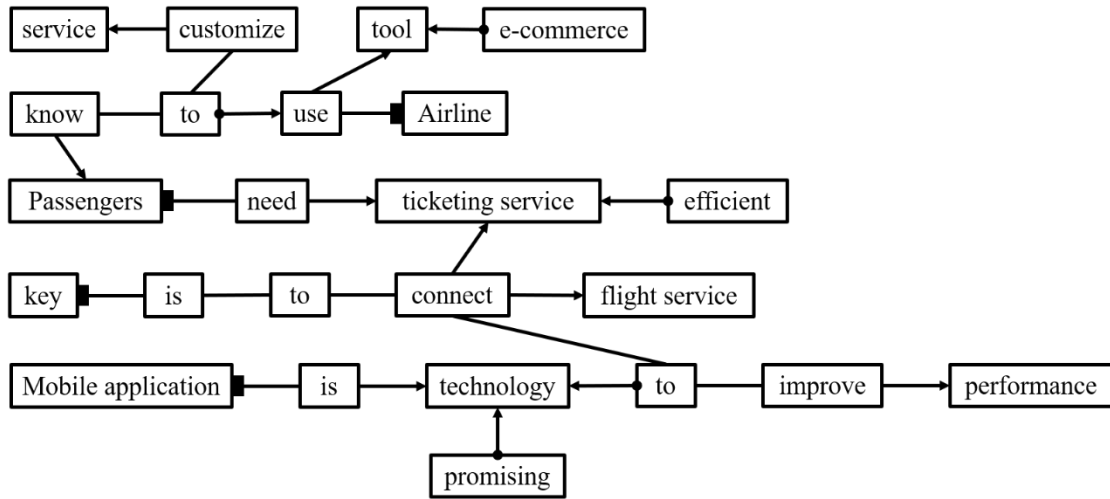 service customize tool e-commerce
know to use Airline
Passengers need ticketing service efficient
key is to connect flight service
Mobile application is technology to improve performance
promising